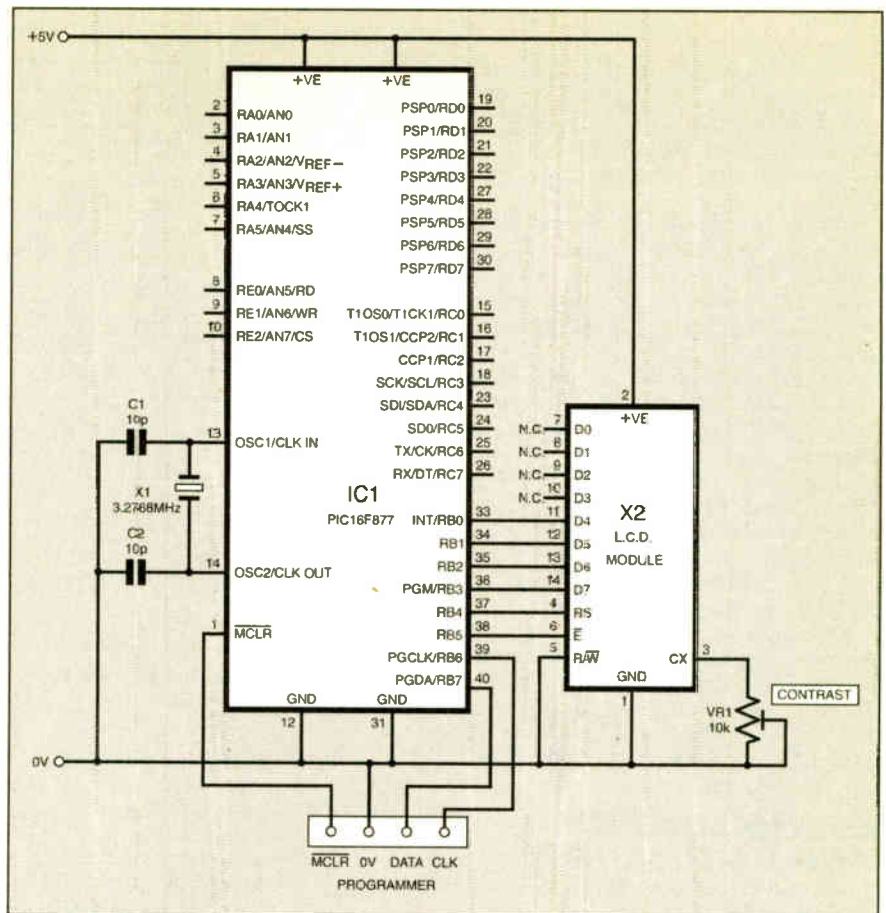 +5V
+VE +VE
2 RA0/AN0
3 RA1/AN1
4 RA2/AN2/VREF-
5 RA3/AN3/VREF+
6 RA4/TOCK1
7 RA5/AN4/SS
8 RE0/AN5/RD
9 RE1/AN6/WR
10 RE2/AN7/CS
C1
10p
13 OSC1/CLK IN
X1
3.2768MHz
C2
10p
14 OSC2/CLK OUT
1 MCLR
GND GND
12 31
IC1
PIC16F877
PSP0/RD0 19
PSP1/RD1 20
PSP2/RD2 21
PSP3/RD3 22
PSP4/RD4 27
PSP5/RD5 28
PSP6/RD6 29
PSP7/RD7 30
T1OS0/T1CK1/RC0 15
T1OS1/CCP2/RC1 16
CCP1/RC2 17
SCK/SCL/RC3 18
SDI/SDA/RC4 23
SD0/RC5 24
TX/CK/RC6 25
RX/DT/RC7 26
INT/RB0 33
RB1 34
RB2 35
PGM/RB3 36
RB4 37
RB5 38
PGCLK/RB6 39
PGDA/RB7 40
2
+VE
N.C. 7 D0
N.C. 8 D1
N.C. 9 D2
N.C. 10 D3
11 D4
12 D5
13 D6
14 D7
4 RS
6 E
5 R/W
X2
L.C.D.
MODULE
CX 3
GND
1
CONTRAST
VR1
10k
0V
MCLR 0V DATA CLK
PROGRAMMER